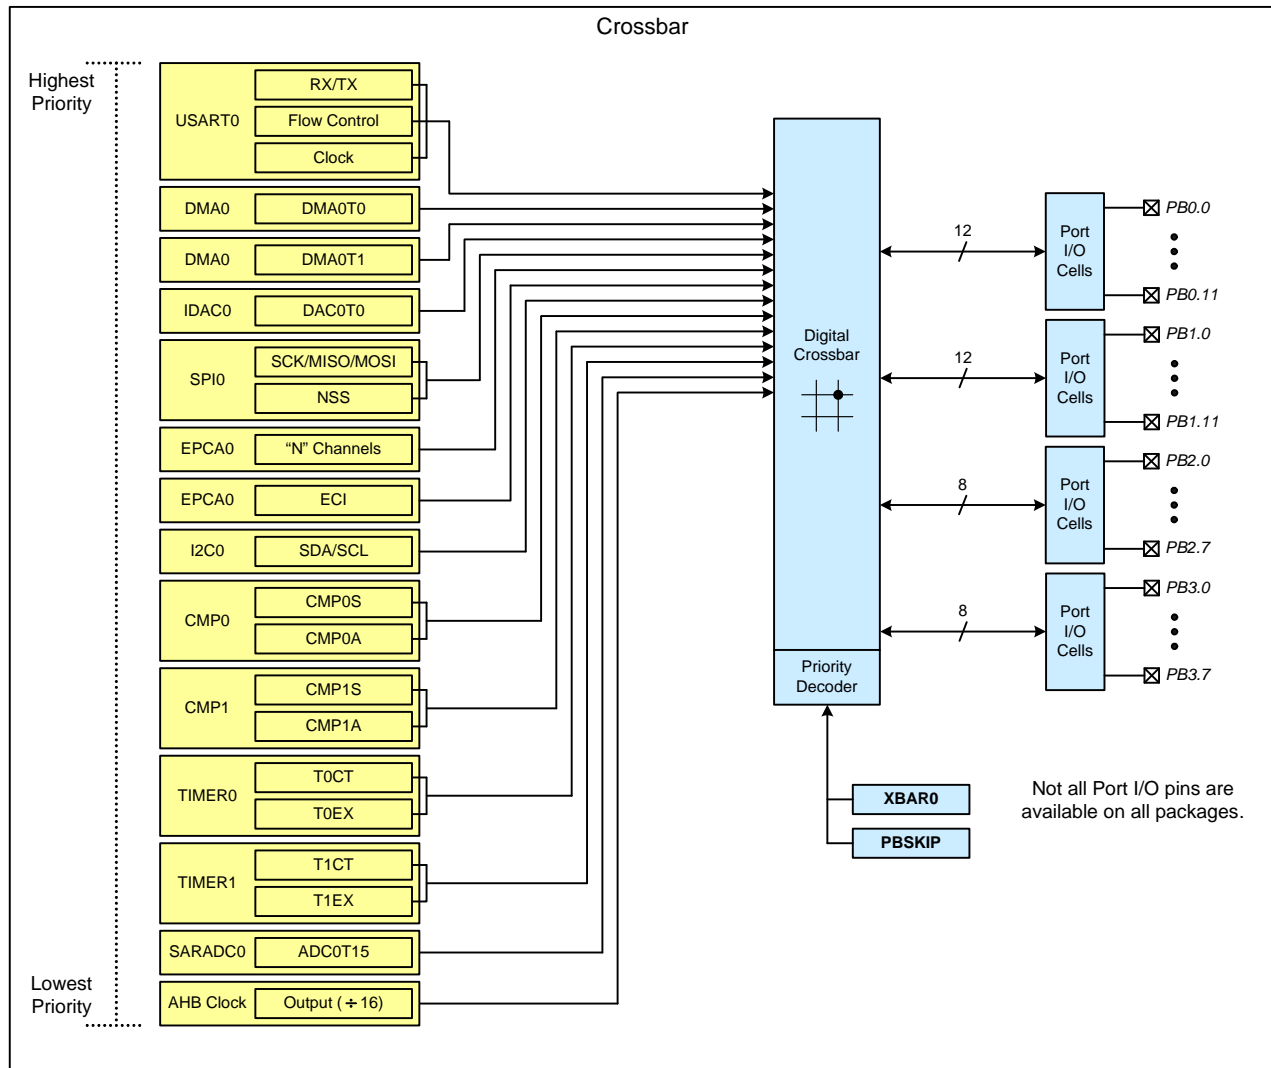 Crossbar
Highest
Priority
USART0
RX/TX
Flow Control
Clock
DMA0
DMA0T0
DMA0
DMA0T1
IDAC0
DAC0T0
SPI0
SCK/MISO/MOSI
NSS
EPCA0
“N” Channels
EPCA0
ECI
I2C0
SDA/SCL
CMP0
CMP0S
CMP0A
CMP1
CMP1S
CMP1A
TIMER0
T0CT
T0EX
TIMER1
T1CT
T1EX
SARADC0
ADC0T15
AHB Clock
Output (÷16)
Lowest
Priority
Digital
Crossbar
Priority
Decoder
XBAR0
PBSKIP
12
Port
I/O
Cells
PB0.0
PB0.11
12
Port
I/O
Cells
PB1.0
PB1.11
8
Port
I/O
Cells
PB2.0
PB2.7
8
Port
I/O
Cells
PB3.0
PB3.7
Not all Port I/O pins are
available on all packages.